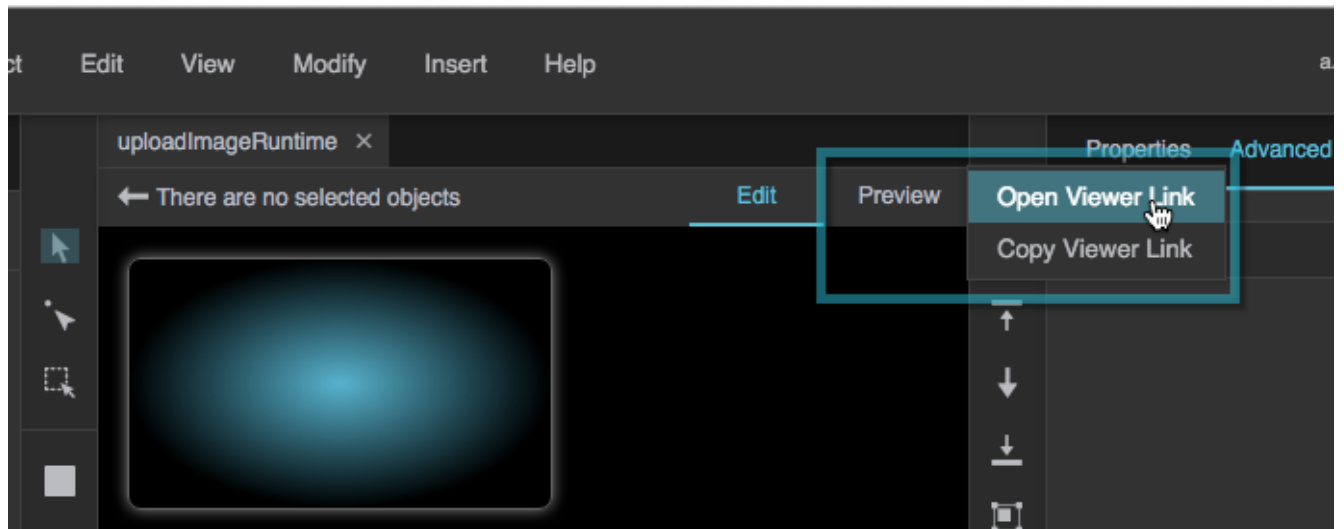 ct Edit View Modify Insert Help a.
uploadImageRuntime ×
Properties Advanced
There are no selected objects Edit Preview Open Viewer Link
Copy Viewer Link